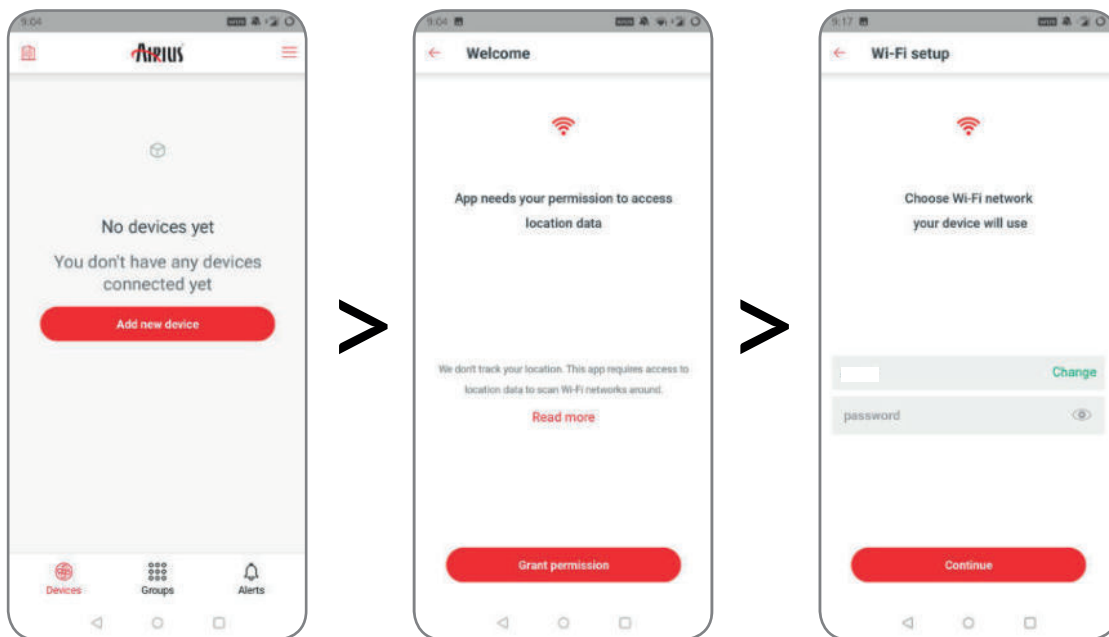 9:04
AIRIUS
No devices yet
You don't have any devices
connected yet
Add new device
Devices
Groups
Alerts
>
9:04
Welcome
App needs your permission to access
location data
We don't track your location. This app requires access to
location data to scan Wi-Fi networks around.
Read more
Grant permission
>
9:17
Wi-Fi setup
Choose Wi-Fi network
your device will use
Change
password
Continue